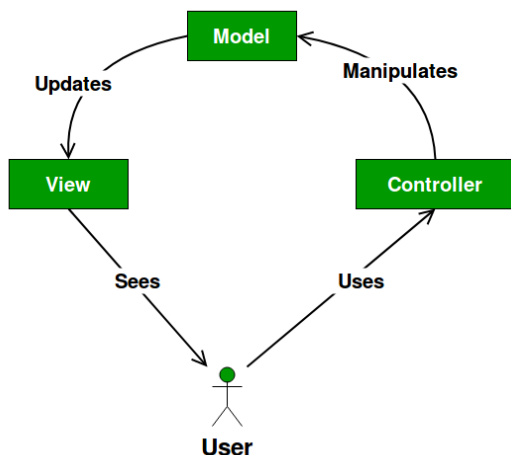 Model
Updates
Manipulates
View
Controller
Sees
Uses
User